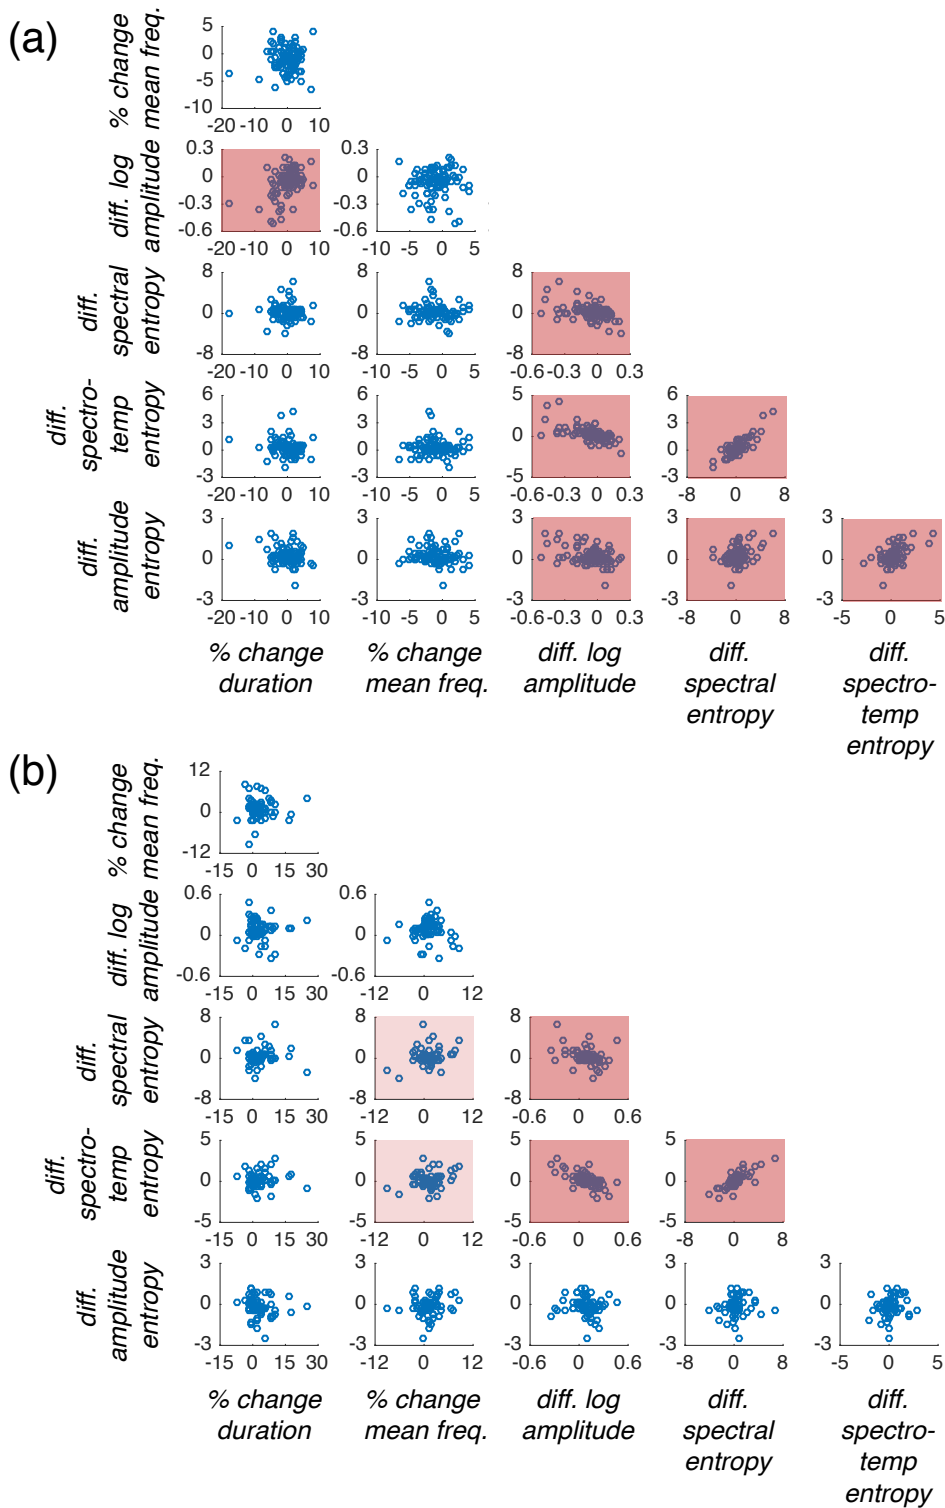 (a)
% change
mean freq.
5
0
-5
-10
-20 -10 0 10
diff. log
amplitude
0.3
0
-0.3
-0.6
-20 -10 0 10
-10 -5 0 5
diff.
spectral
entropy
8
0
-8
-20 -10 0 10
8
0
-8
-10 -5 0 5
8
0
-8
-0.6 -0.3 0 0.3
diff.
spectro-
temp
entropy
6
3
0
-3
-20 -10 0 10
6
3
0
-3
-10 -5 0 5
5
0
-5
-0.6 -0.3 0 0.3
6
3
0
-3
-8 0 8
diff.
amplitude
entropy
3
0
-3
-20 -10 0 10
3
0
-3
-10 -5 0 5
3
0
-3
-0.6 -0.3 0 0.3
3
0
-3
-8 0 8
3
0
-3
-5 0 5
% change
duration
% change
mean freq.
diff. log
amplitude
diff.
spectral
entropy
diff.
spectro-
temp
entropy
(b)
% change
mean freq.
12
0
-12
-15 0 15 30
diff. log
amplitude
0.6
0
-0.6
-15 0 15 30
0.6
0
-0.6
-12 0 12
diff.
spectral
entropy
8
0
-8
-15 0 15 30
8
0
-8
-12 0 12
8
0
-8
-0.6 0 0.6
diff.
spectro-
temp
entropy
5
0
-5
-15 0 15 30
5
0
-5
-12 0 12
5
0
-5
-0.6 0 0.6
5
0
-5
-8 0 8
diff.
amplitude
entropy
3
0
-3
-15 0 15 30
3
0
-3
-12 0 12
3
0
-3
-0.6 0 0.6
3
0
-3
-8 0 8
3
0
-3
-5 0 5
% change
duration
% change
mean freq.
diff. log
amplitude
diff.
spectral
entropy
diff.
spectro-
temp
entropy